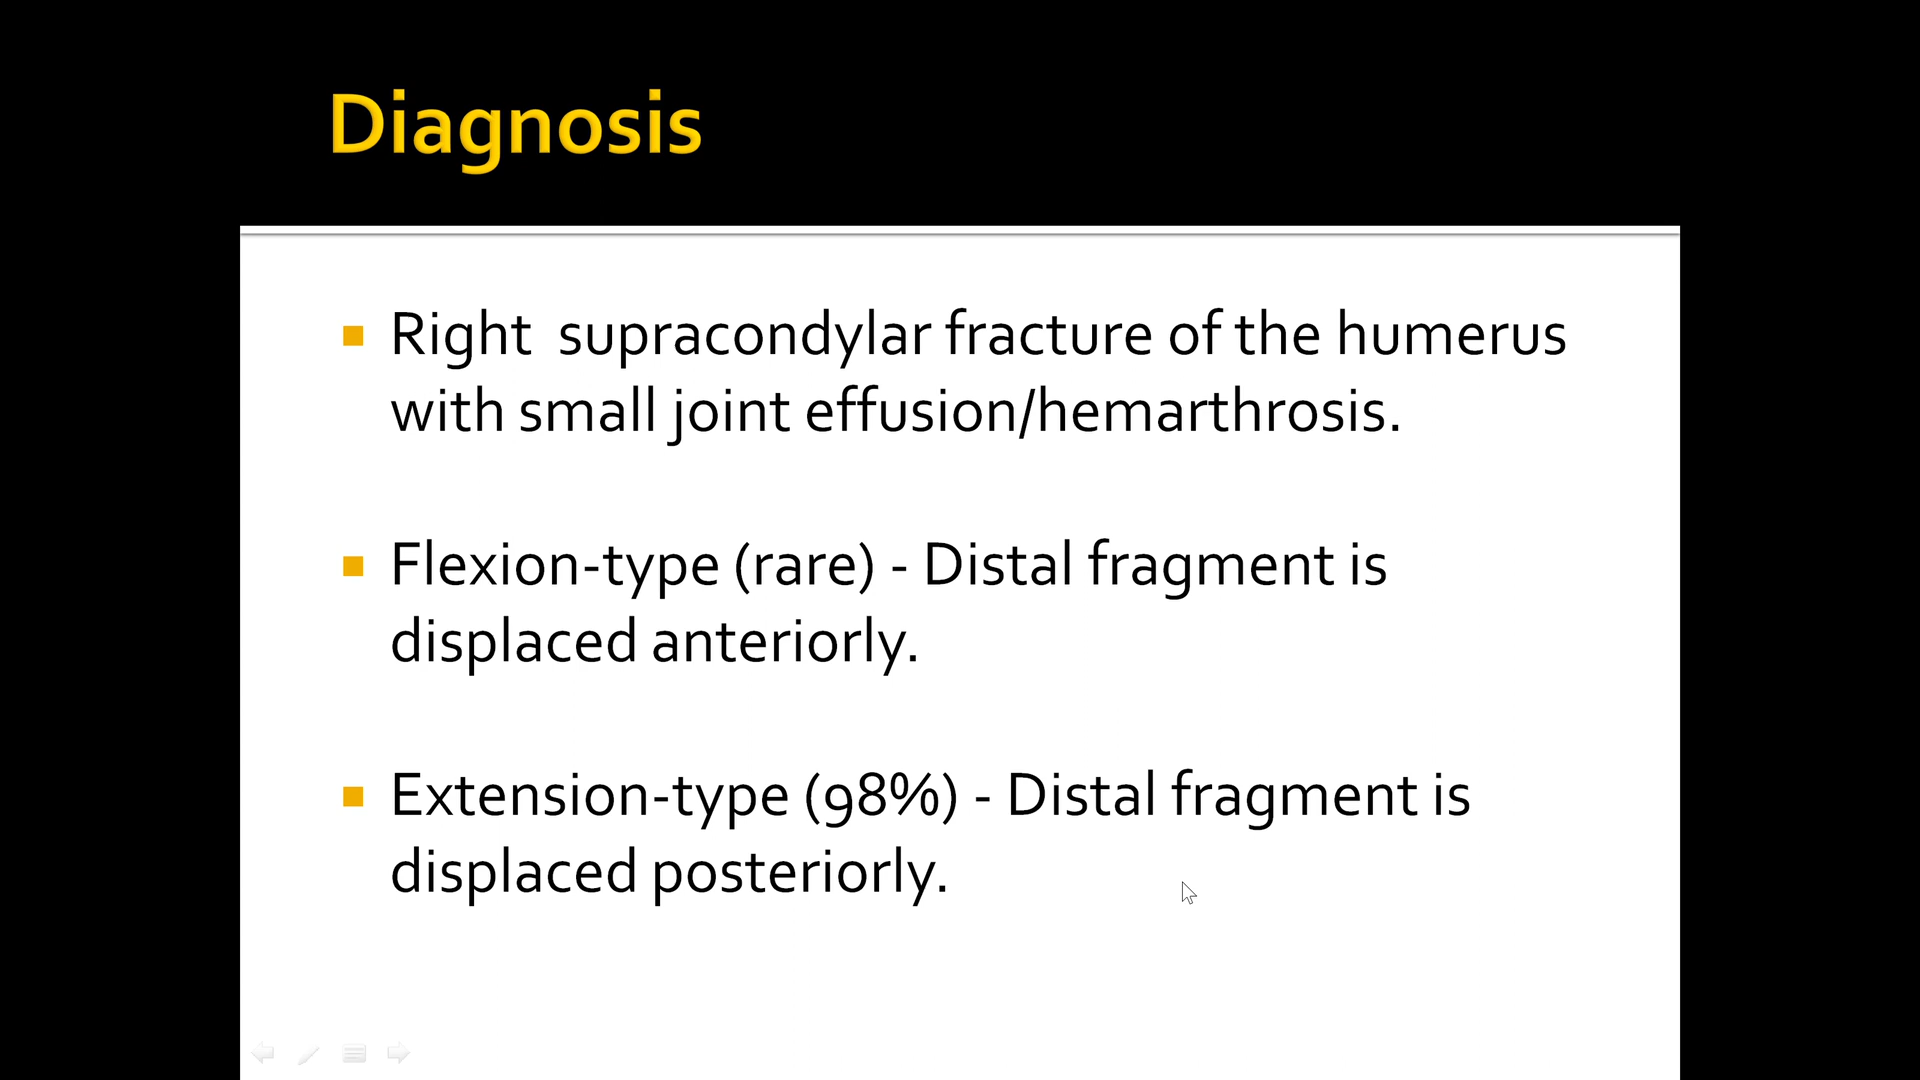 Diagnosis
Right  supracondylar fracture of the humerus
with small joint effusion/hemarthrosis.
Flexion-type (rare) - Distal fragment is
displaced anteriorly.
Extension-type (98%) - Distal fragment is
displaced posteriorly.